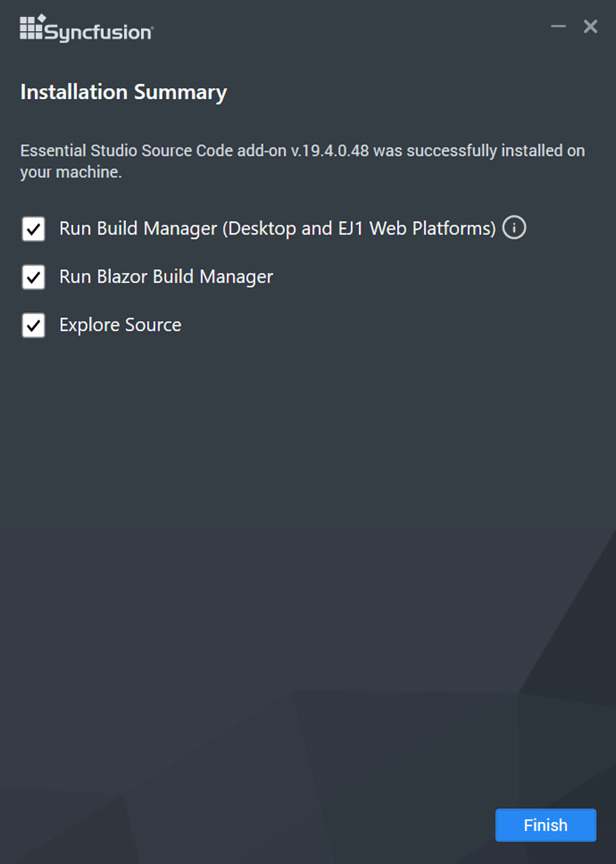 Syncfusion
Installation Summary
Essential Studio Source Code add-on v.19.4.0.48 was successfully installed on
your machine.
Run Build Manager (Desktop and EJ1 Web Platforms)
Run Blazor Build Manager
Explore Source
Finish